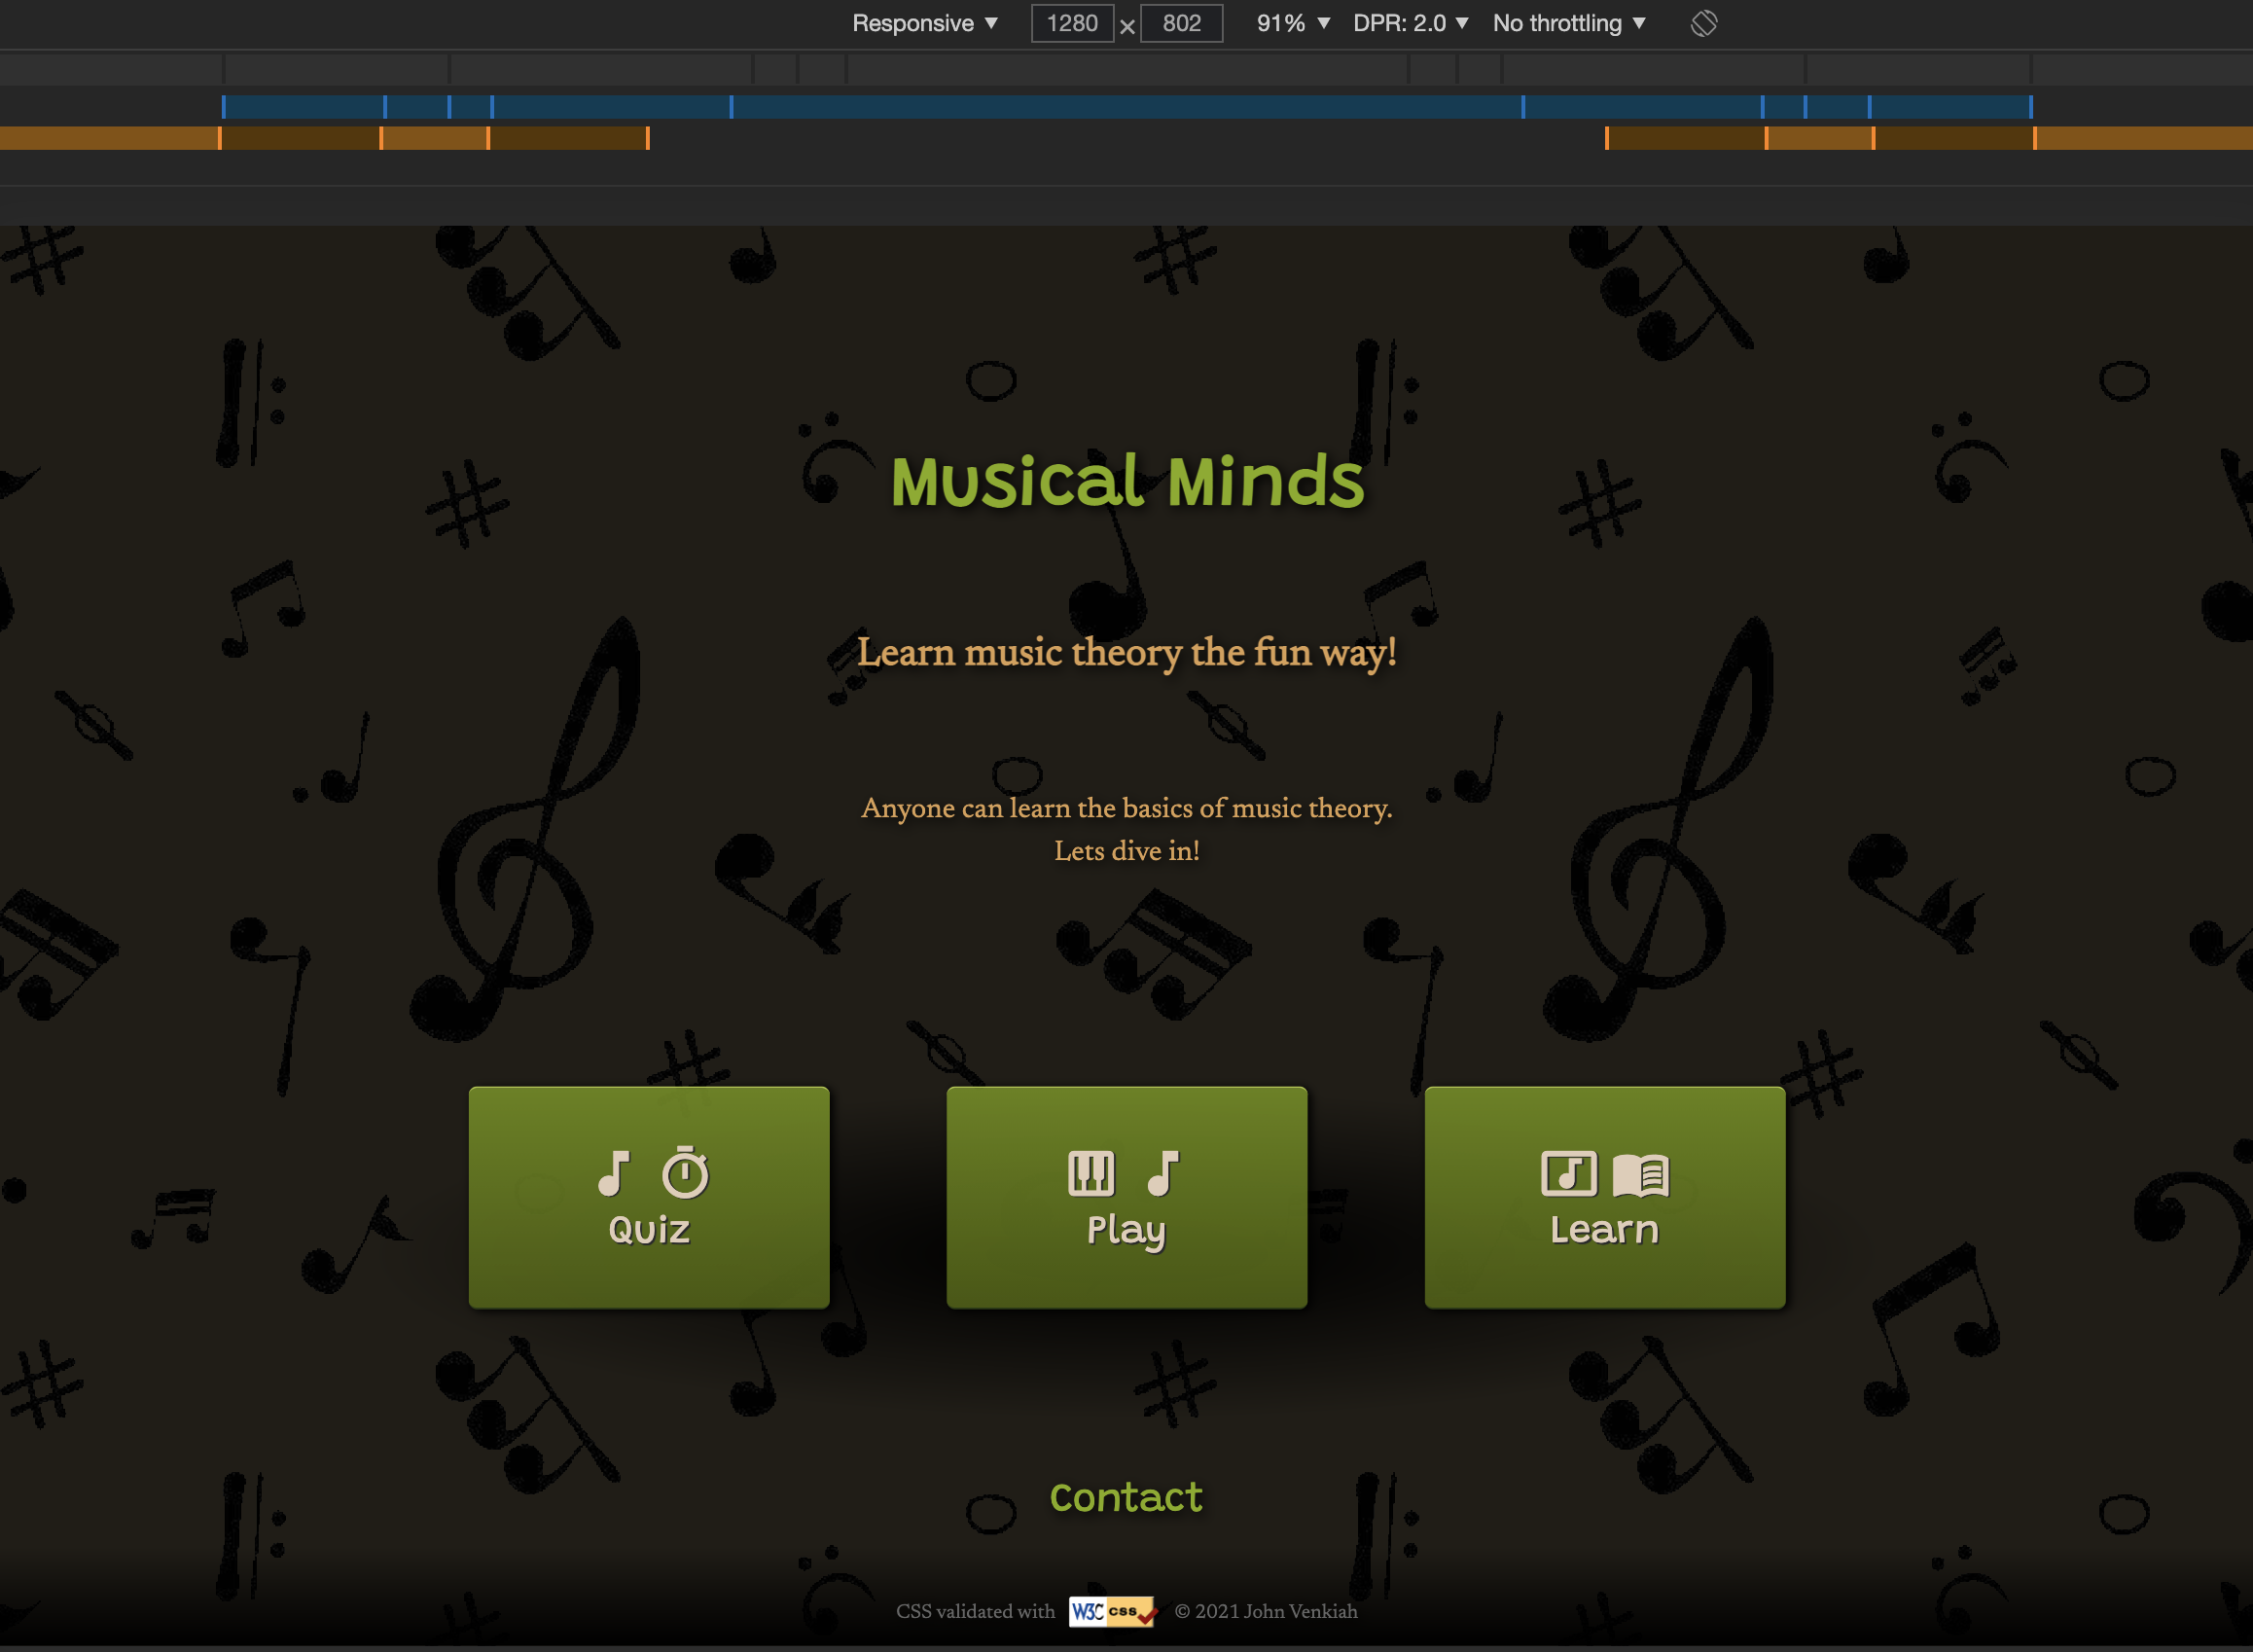 Responsive ▼ 1280 × 802 91% ▼ DPR: 2.0 ▼ No throttling ▼
Musical Minds
Learn music theory the fun way!
Anyone can learn the basics of music theory.
Lets dive in!
Quiz Play Learn
Contact
CSS validated with W3C css © 2021 John Venkiah